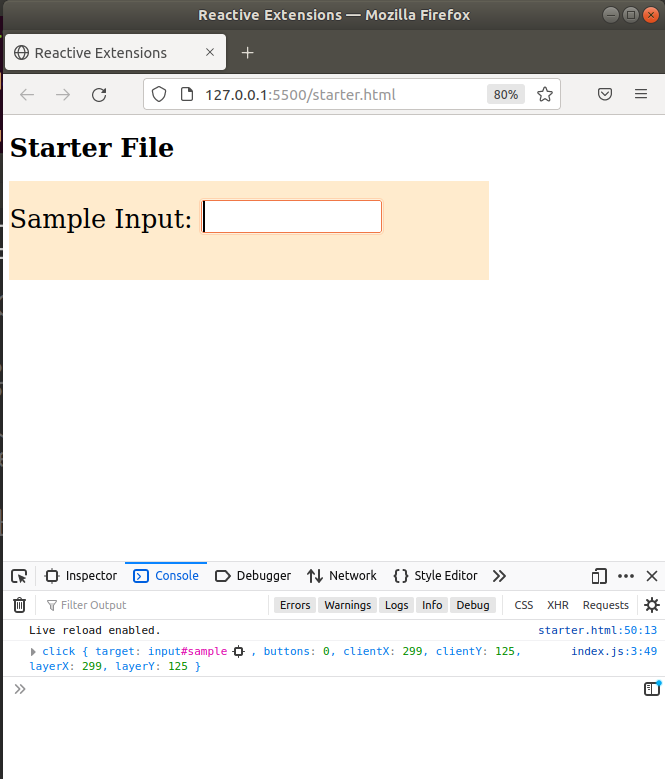 Reactive Extensions — Mozilla Firefox
Reactive Extensions
127.0.0.1:5500/starter.html 80%
Starter File
Sample Input:
Inspector Console Debugger Network Style Editor
Filter Output Errors Warnings Logs Info Debug CSS XHR Requests
Live reload enabled. starter.html:50:13
click { target: input#sample , buttons: 0, clientX: 299, clientY: 125, index.js:3:49
layerX: 299, layerY: 125 }